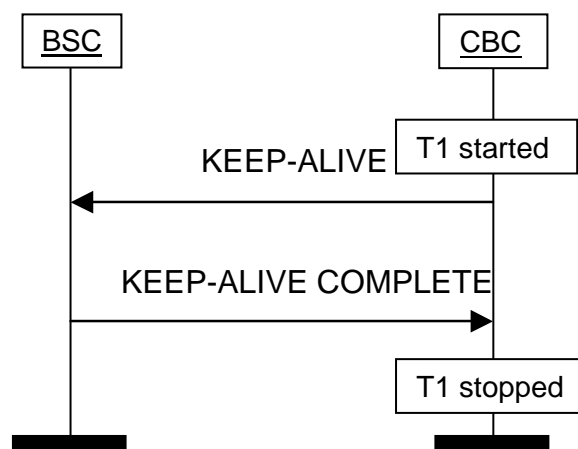 BSC
CBC
T1 started
KEEP-ALIVE
KEEP-ALIVE COMPLETE
T1 stopped